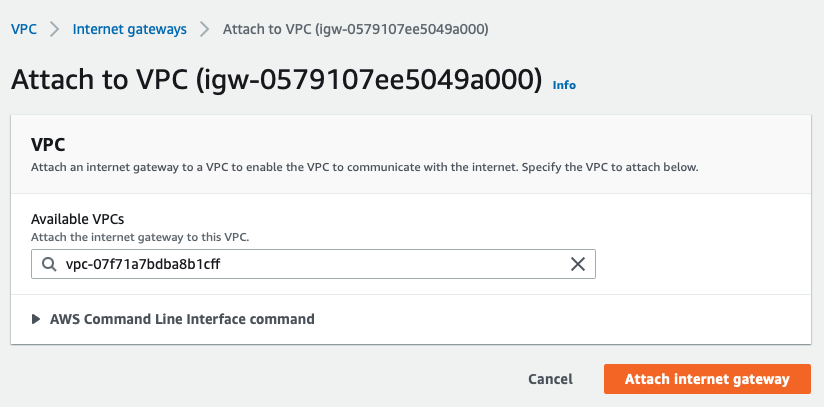 VPC > Internet gateways > Attach to VPC (igw-0579107ee5049a000)
Attach to VPC (igw-0579107ee5049a000) Info
VPC
Attach an internet gateway to a VPC to enable the VPC to communicate with the internet. Specify the VPC to attach below.
Available VPCs
Attach the internet gateway to this VPC.
vpc-07f71a7bdba8b1cff
AWS Command Line Interface command
Cancel Attach internet gateway